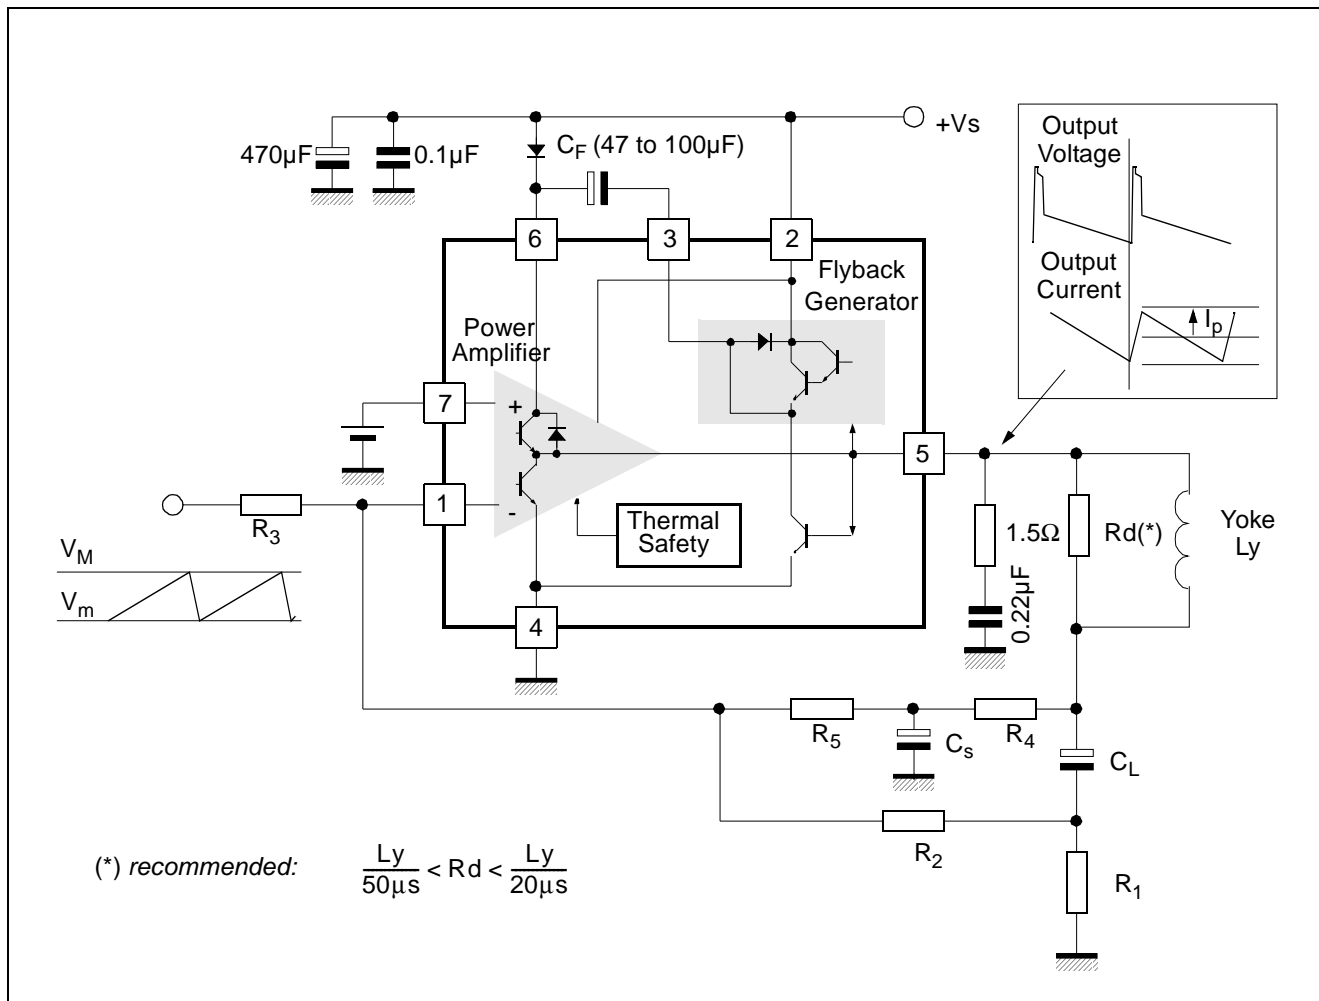 +Vs
470µF
0.1µF
C_F (47 to 100µF)
Output
Voltage
Output
Current
I_p
6
3
2
Flyback
Generator
Power
Amplifier
7
+
5
1
-
R_3
Thermal
Safety
1.5Ω
Rd(*)
Yoke
Ly
0.22µF
V_M
V_m
4
R_5
C_s
R_4
C_L
R_2
R_1
(*) recommended: Ly/50µs < Rd < Ly/20µs